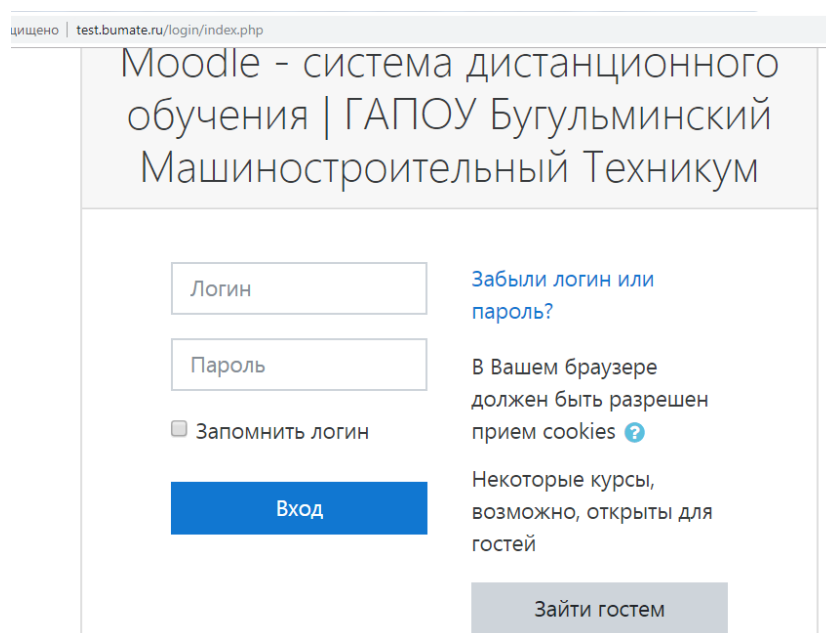 test.bumate.ru/login/index.php
Moodle - система дистанционного
обучения | ГАПОУ Бугульминский
Машиностроительный Техникум
Логин
Пароль
Запомнить логин
Вход
Забыли логин или
пароль?
В Вашем браузере
должен быть разрешен
прием cookies ?
Некоторые курсы,
возможно, открыты для
гостей
Зайти гостем